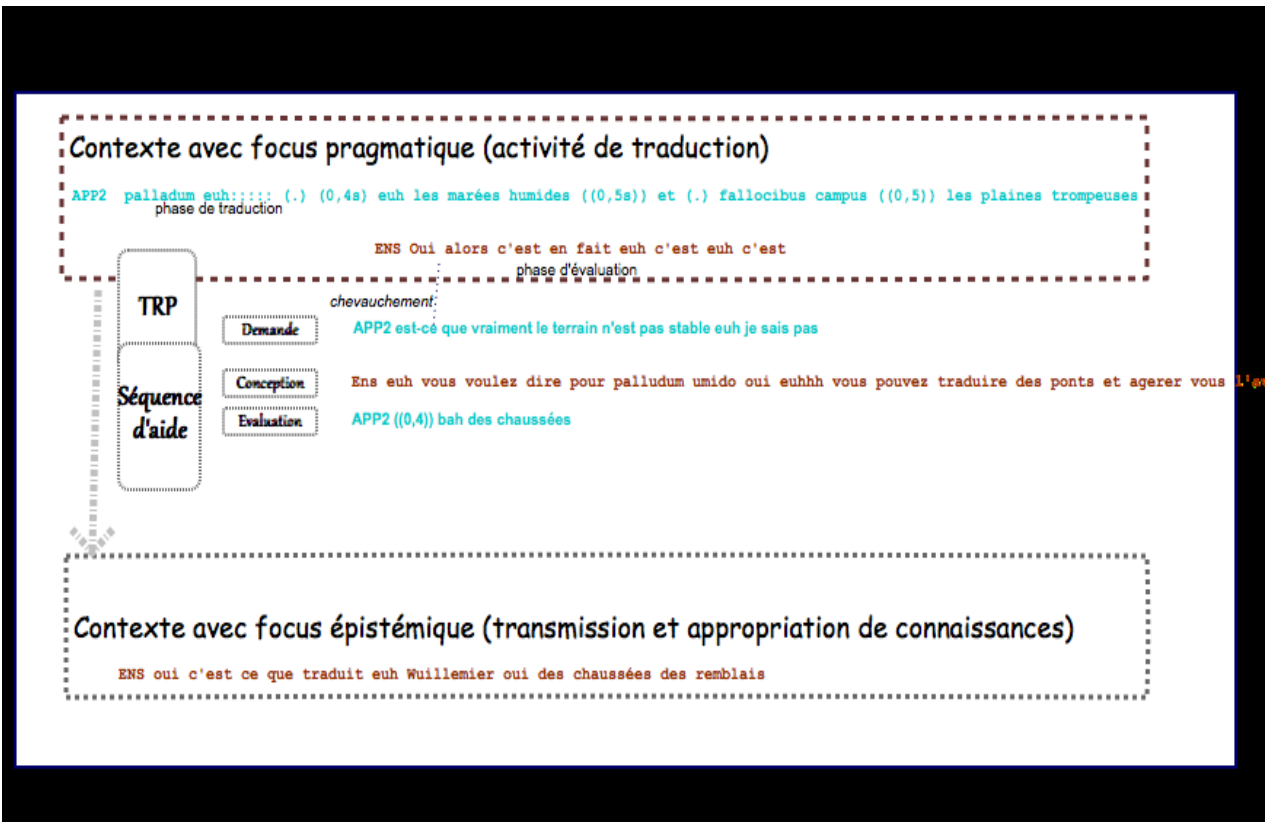 Contexte avec focus pragmatique (activité de traduction)
APP2 palladum euh::::: (.) (0,4s) euh les marées humides ((0,5s)) et (.) fallocibus campus ((0,5)) les plaines trompeuses
phase de traduction
ENS Oui alors c'est en fait euh c'est euh c'est
phase d'évaluation
TRP
chevauchement
Demande
APP2 est-ce que vraiment le terrain n'est pas stable euh je sais pas
Séquence d'aide
Conception
Ens euh vous voulez dire pour palludum umido oui euhhh vous pouvez traduire des ponts et agerer vous
Evaluation
APP2 ((0,4)) bah des chaussées
Contexte avec focus épistémique (transmission et appropriation de connaissances)
ENS oui c'est ce que traduit euh Wuillemier oui des chaussées des remblais